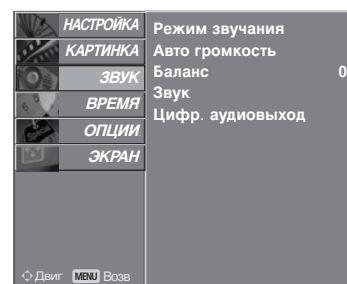 НАСТРОЙКА
КАРТИНКА
ЗВУК
ВРЕМЯ
ОПЦИИ
ЭКРАН
Режим звучания
Авто громкость
Баланс 0
Звук
Цифр. аудиовыход
Двиг MENU Возв